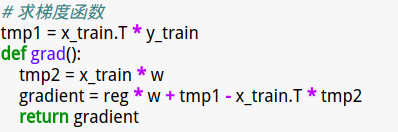 # 求梯度函数
tmp1 = x_train.T * y_train
def grad():
    tmp2 = x_train * w
    gradient = reg * w + tmp1 - x_train.T * tmp2
    return gradient